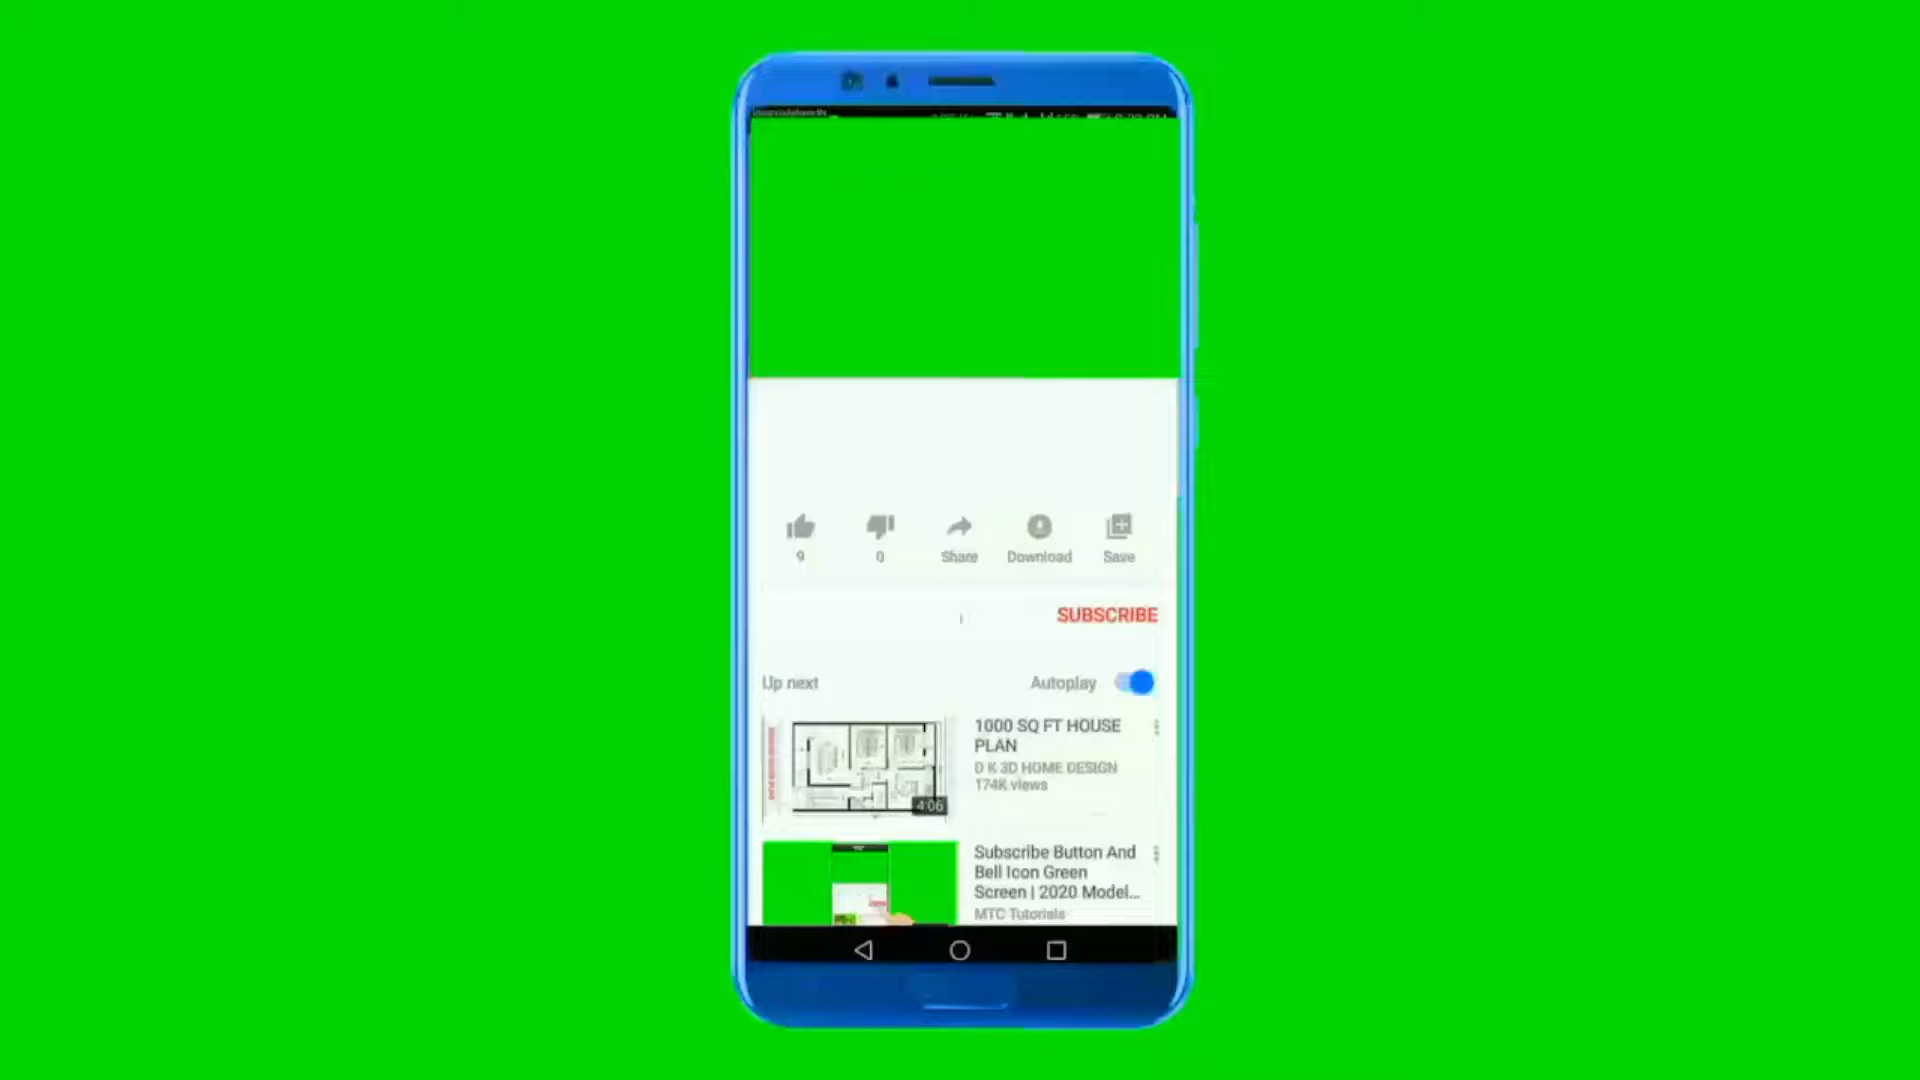 9
0
Share
Download
Save
SUBSCRIBE
Up next
Autoplay
1000 SQ FT HOUSE
PLAN
D K 3D HOME DESIGN
174K views
4:06
Subscribe Button And
Bell Icon Green
Screen | 2020 Model...
MTC Tutorials